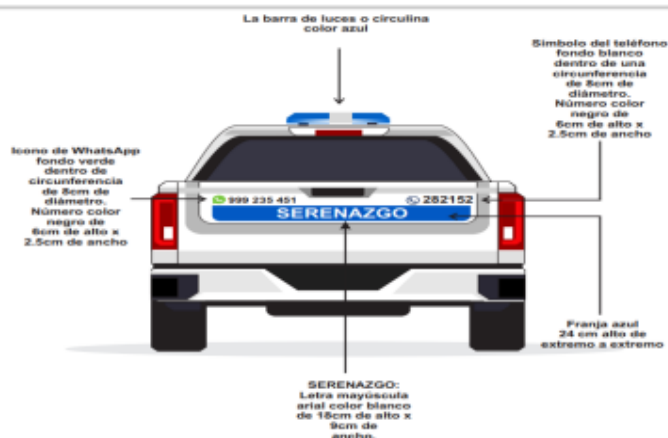 La barra de luces o circulina
color azul
Simbolo del teléfono
fondo blanco
dentro de una
circunferencia
de 8cm de
diámetro.
Número color
negro de
6cm de alto x
2.5cm de ancho
Icono de WhatsApp
fondo verde
dentro de
circunferencia
de 8cm de
diámetro.
Número color
negro de
6cm de alto x
2.5cm de ancho
999 235 451
282152
SERENAZGO
Franja azul
24 cm alto de
extremo a extremo
SERENAZGO:
Letra mayúscula
arial color blanco
de 18cm de alto x
9cm de
ancho.